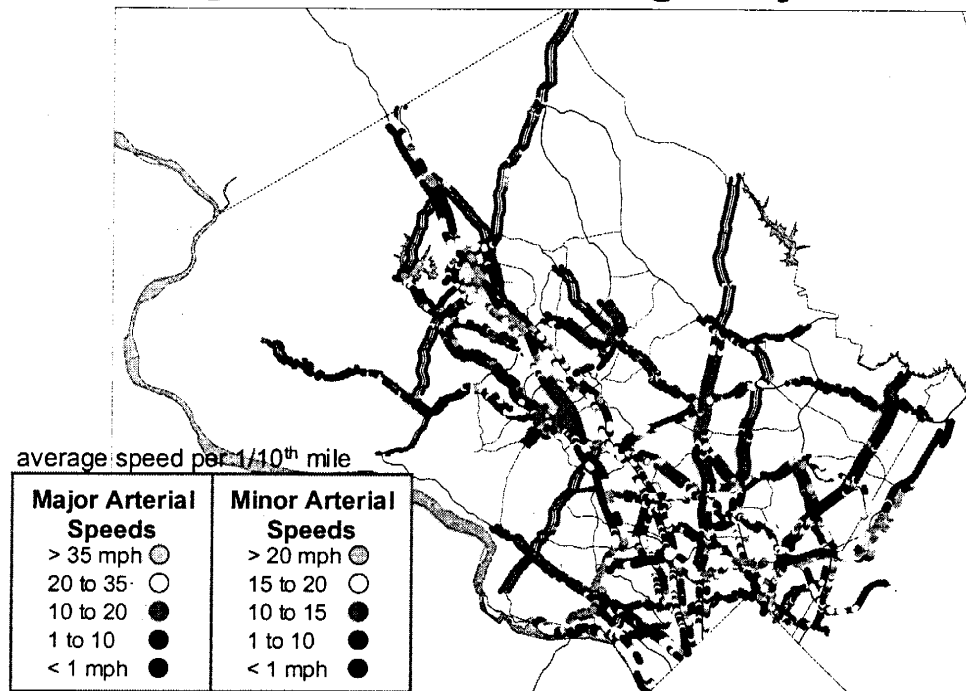 average speed per 1/10th mile
Major Arterial Speeds
> 35 mph
20 to 35
10 to 20
1 to 10
< 1 mph
Minor Arterial Speeds
> 20 mph
15 to 20
10 to 15
1 to 10
< 1 mph